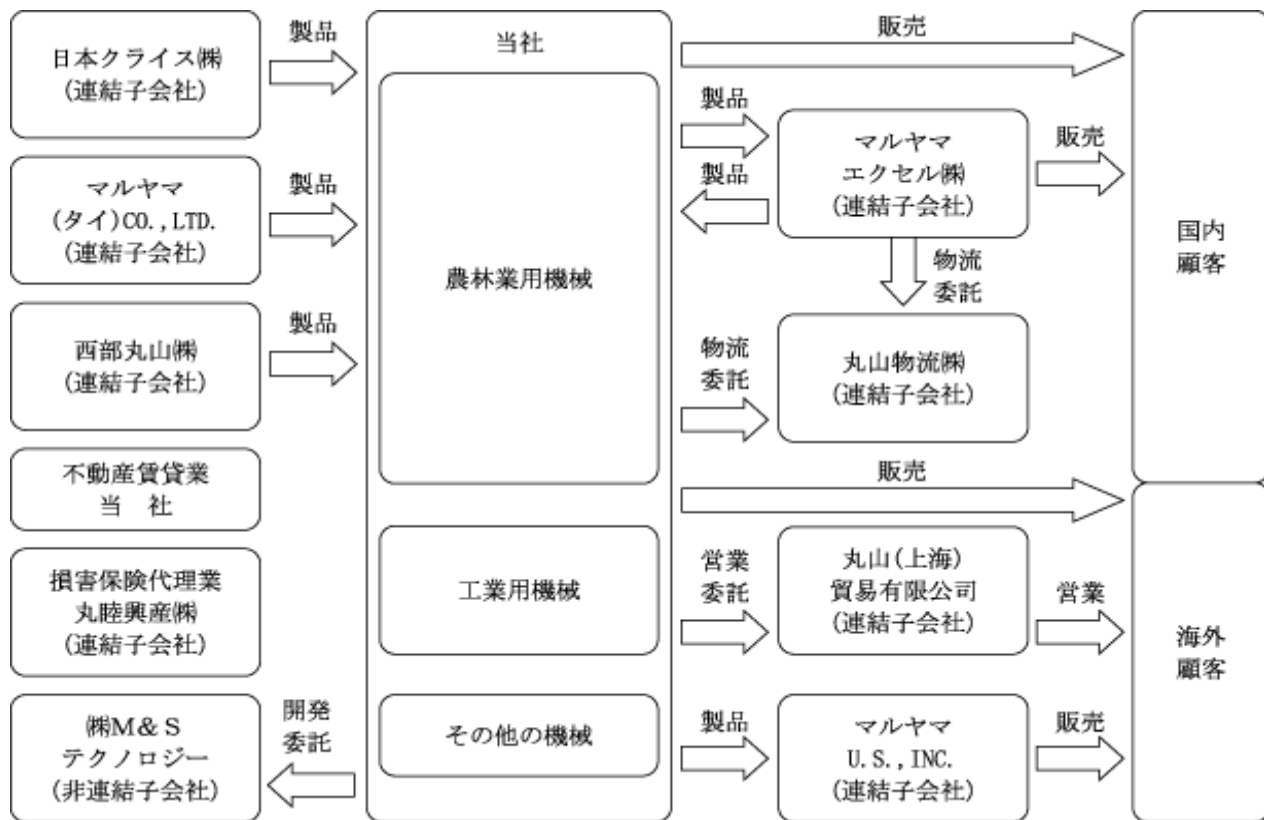 日本クライス㈱
(連結子会社)
製品
マルヤマ
(タイ)CO.,LTD.
(連結子会社)
製品
西部丸山㈱
(連結子会社)
製品
不動産賃貸業
当　社
損害保険代理業
丸睦興産㈱
(連結子会社)
㈱M＆S
テクノロジー
(非連結子会社)
開発
委託
当社
農林業用機械
工業用機械
その他の機械
販売
製品
製品
マルヤマ
エクセル㈱
(連結子会社)
販売
物流
委託
物流
委託
丸山物流㈱
(連結子会社)
販売
営業
委託
丸山(上海)
貿易有限公司
(連結子会社)
営業
製品
マルヤマ
U.S.,INC.
(連結子会社)
販売
国内
顧客
海外
顧客